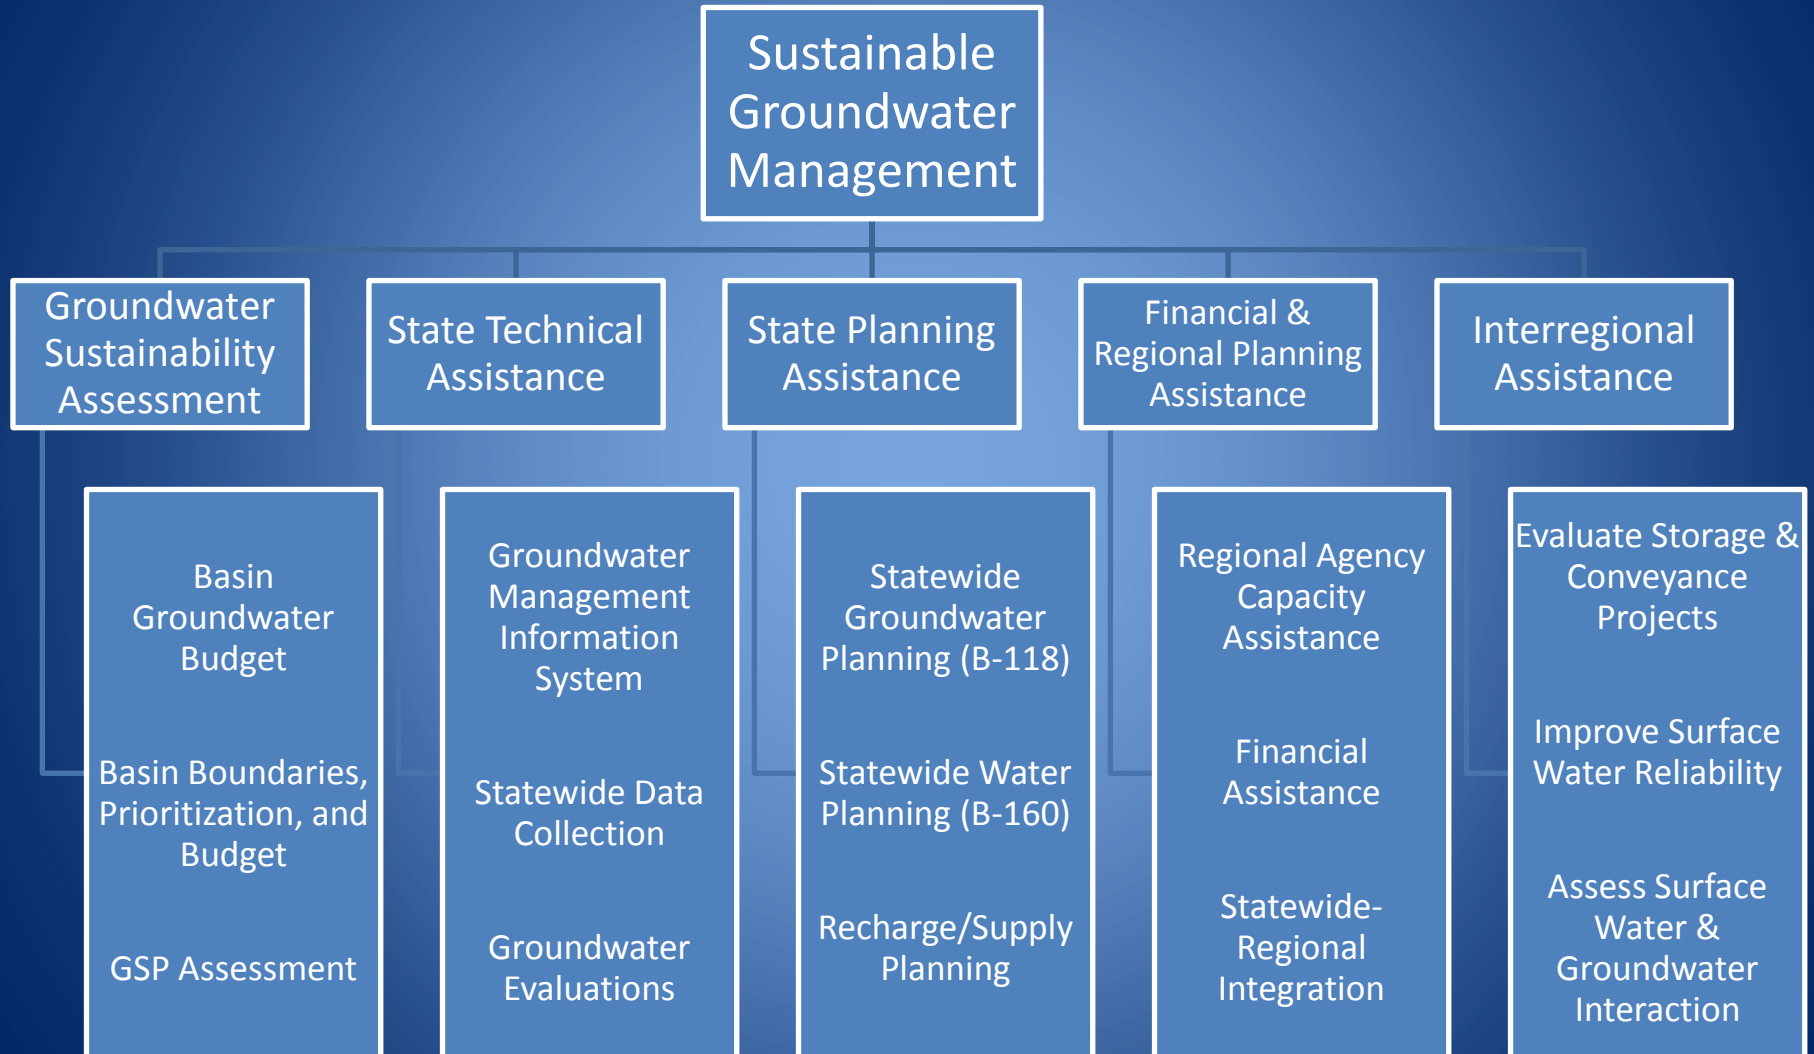 Sustainable
Groundwater
Management
Groundwater
Sustainability
Assessment
State Technical
Assistance
State Planning
Assistance
Financial &
Regional Planning
Assistance
Interregional
Assistance
Basin
Groundwater
Budget
Basin Boundaries,
Prioritization, and
Budget
GSP Assessment
Groundwater
Management
Information
System
Statewide Data
Collection
Groundwater
Evaluations
Statewide
Groundwater
Planning (B-118)
Statewide Water
Planning (B-160)
Recharge/Supply
Planning
Regional Agency
Capacity
Assistance
Financial
Assistance
Statewide-
Regional
Integration
Evaluate Storage &
Conveyance
Projects
Improve Surface
Water Reliability
Assess Surface
Water &
Groundwater
Interaction